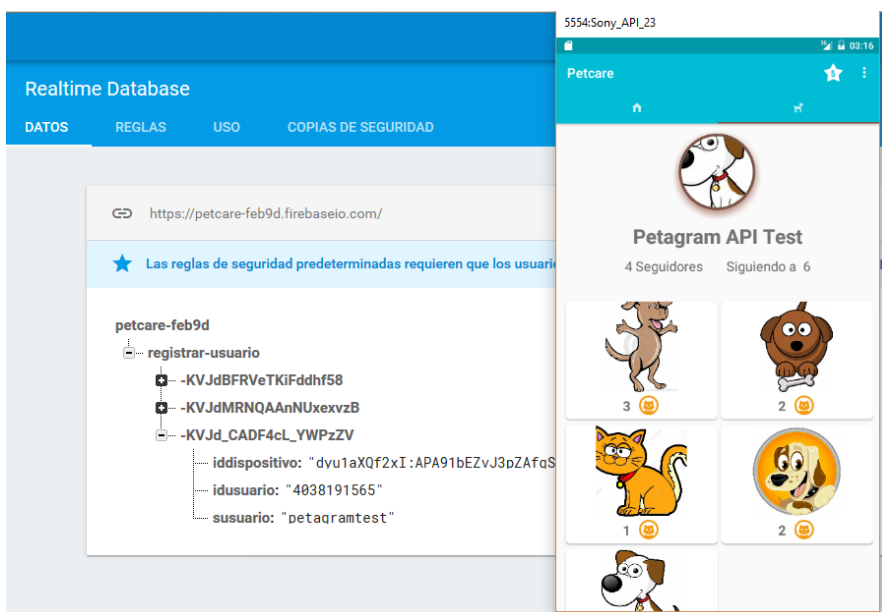 Realtime Database
DATOS REGLAS USO COPIAS DE SEGURIDAD
https://petcare-feb9d.firebaseio.com/
Las reglas de seguridad predeterminadas requieren que los usuari
petcare-feb9d
registrar-usuario
-KVJdBFRVeTKiFddhf58
-KVJdMRNQAAnNUxexvzB
-KVJd_CADF4cL_YWPzZV
iddispositivo: "dyu1aXQf2xI:APA91bEZvJ3pZAfqS
idusuario: "4038191565"
susuario: "petagramtest"
5554:Sony_API_23
03:16
Petcare
5
Petagram API Test
4 Seguidores Siguiendo a 6
3
2
1
2